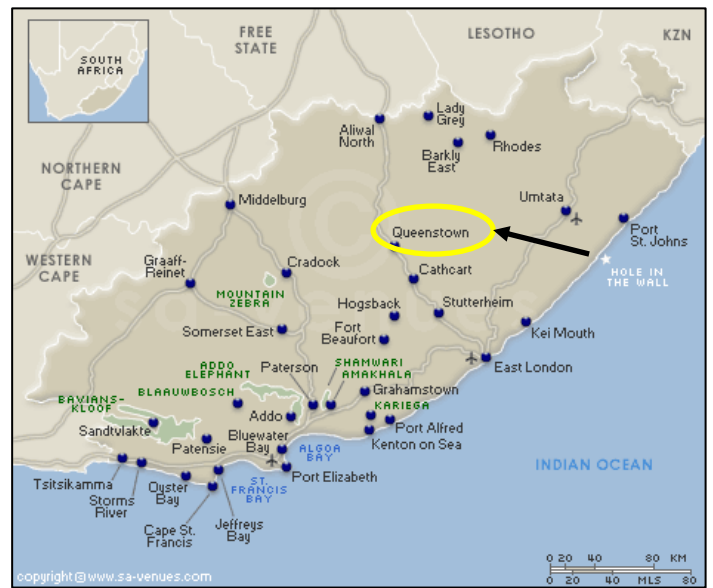 FREE
STATE
LESOTHO
KZN
SOUTH
AFRICA
Lady
Grey
Aliwal
North
Rhodes
Barkly
East
NORTHERN
CAPE
Middelburg
Umtata
Queenstown
Port
St. Johns
WESTERN
CAPE
Graaff-
Reinet
Cradock
Cathcart
HOLE IN
THE WALL
MOUNTAIN
ZEBRA
Hogsback
Stutterheim
Somerset East
Fort
Beaufort
Kei Mouth
ADDO
ELEPHANT
Paterson
SHAMWARI
AMAKHALA
East London
BLAAUWBOSCH
Grahamstown
BAVIANS-
KLOOF
KARIEGA
Addo
Sandtvlakte
Port Alfred
Patensie
Bluewater
Bay
ALGOA
BAY
Kenton on Sea
INDIAN OCEAN
Tsitsikamma
Storms
River
Oyster
Bay
ST.
FRANCIS
BAY
Port Elizabeth
Cape St.
Francis
Jeffreys
Bay
0 20 40 80 KM
0 20 40 MLS 80
copyright@www.sa-venues.com
©
sa-venues